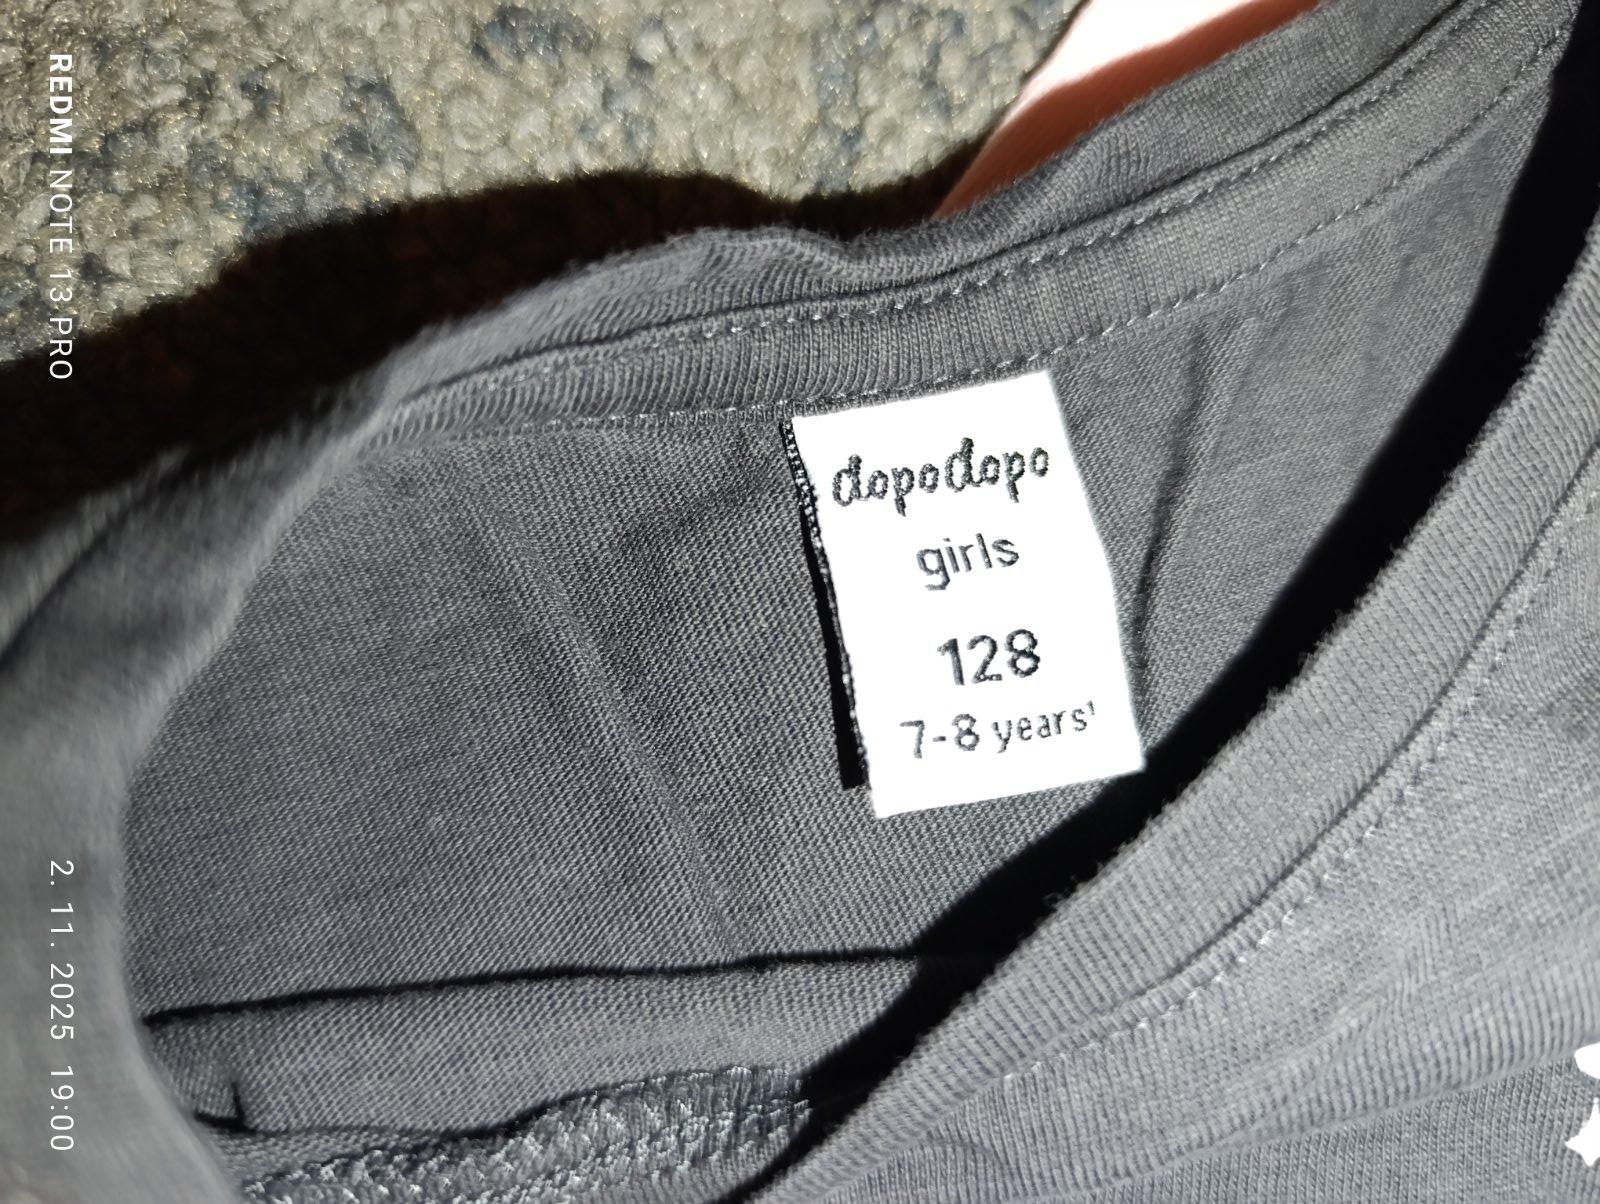 dopodopo
girls
128
7-8 years'
REDMI NOTE 13 PRO
2. 11. 2025 19:00